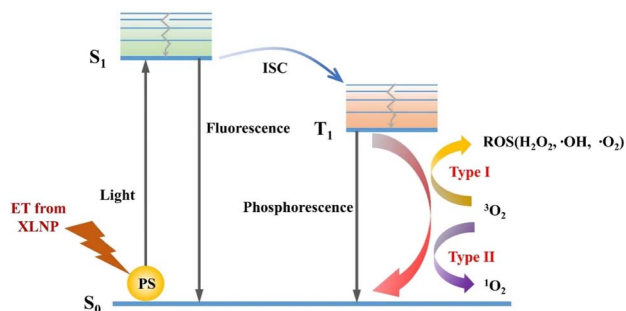 S₁
ISC
Fluorescence
T₁
ROS(H₂O₂, ·OH, ·O₂)
Type I
Light
Phosphorescence
³O₂
ET from
XLNP
Type II
PS
¹O₂
S₀